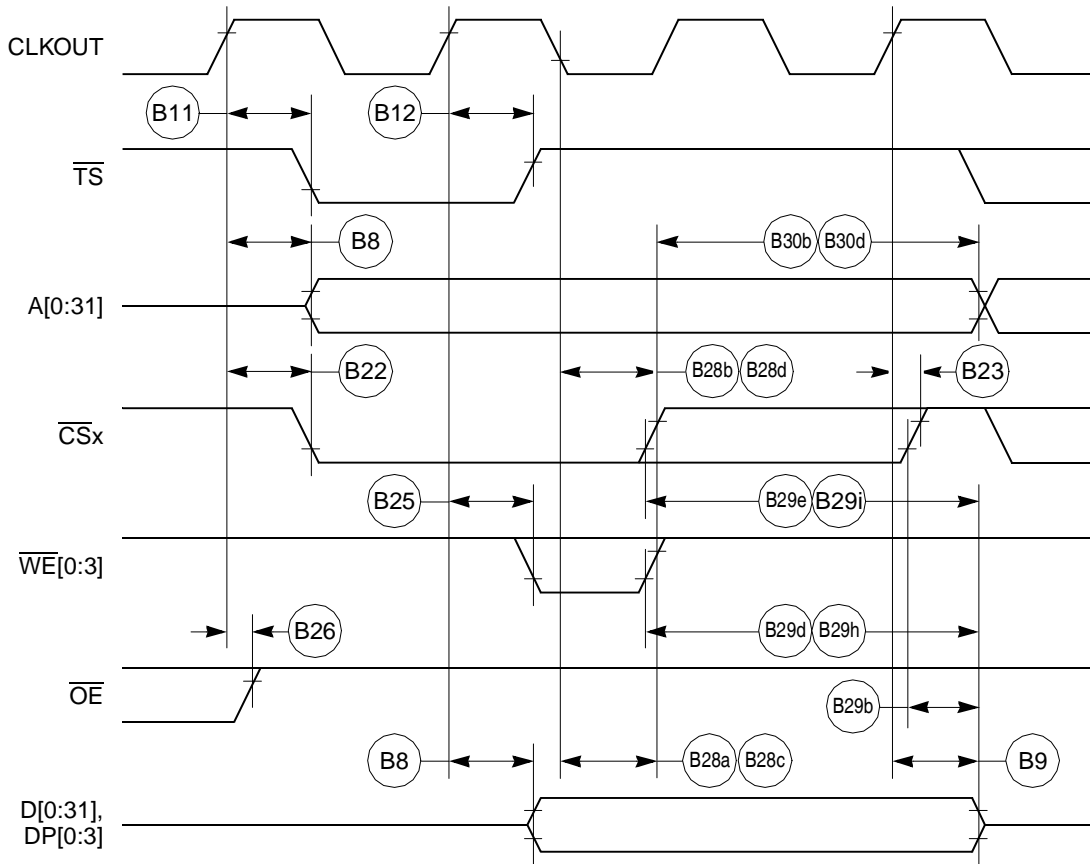 CLKOUT
B11
B12
TS
B8
B30b
B30d
A[0:31]
B22
B28b
B28d
B23
CSx
B25
B29e
B29i
WE[0:3]
B26
B29d
B29h
OE
B29b
B8
B28a
B28c
B9
D[0:31],
DP[0:3]